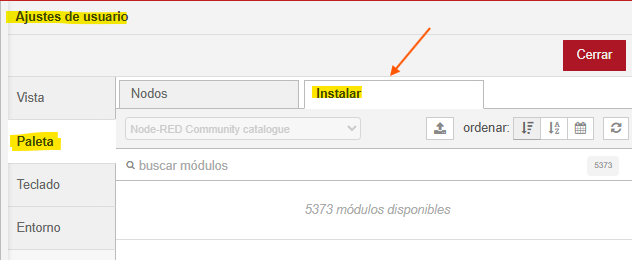 Ajustes de usuario
Cerrar
Vista
Paleta
Teclado
Entorno
Nodos
Instalar
Node-RED Community catalogue
ordenar:
buscar módulos
5373
5373 módulos disponibles